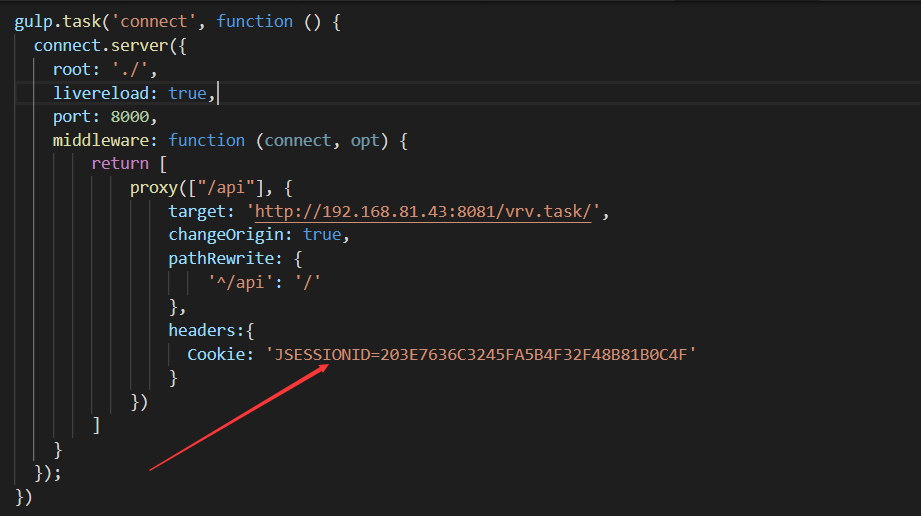 gulp.task('connect', function () {
connect.server({
root: './',
livereload: true,
port: 8000,
middleware: function (connect, opt) {
return [
proxy(["/api"], {
target: 'http://192.168.81.43:8081/vrv.task/',
changeOrigin: true,
pathRewrite: {
'^/api': '/'
},
headers:{
Cookie: 'JSESSIONID=203E7636C3245FA5B4F32F48B81B0C4F'
}
})
]
}
});
})